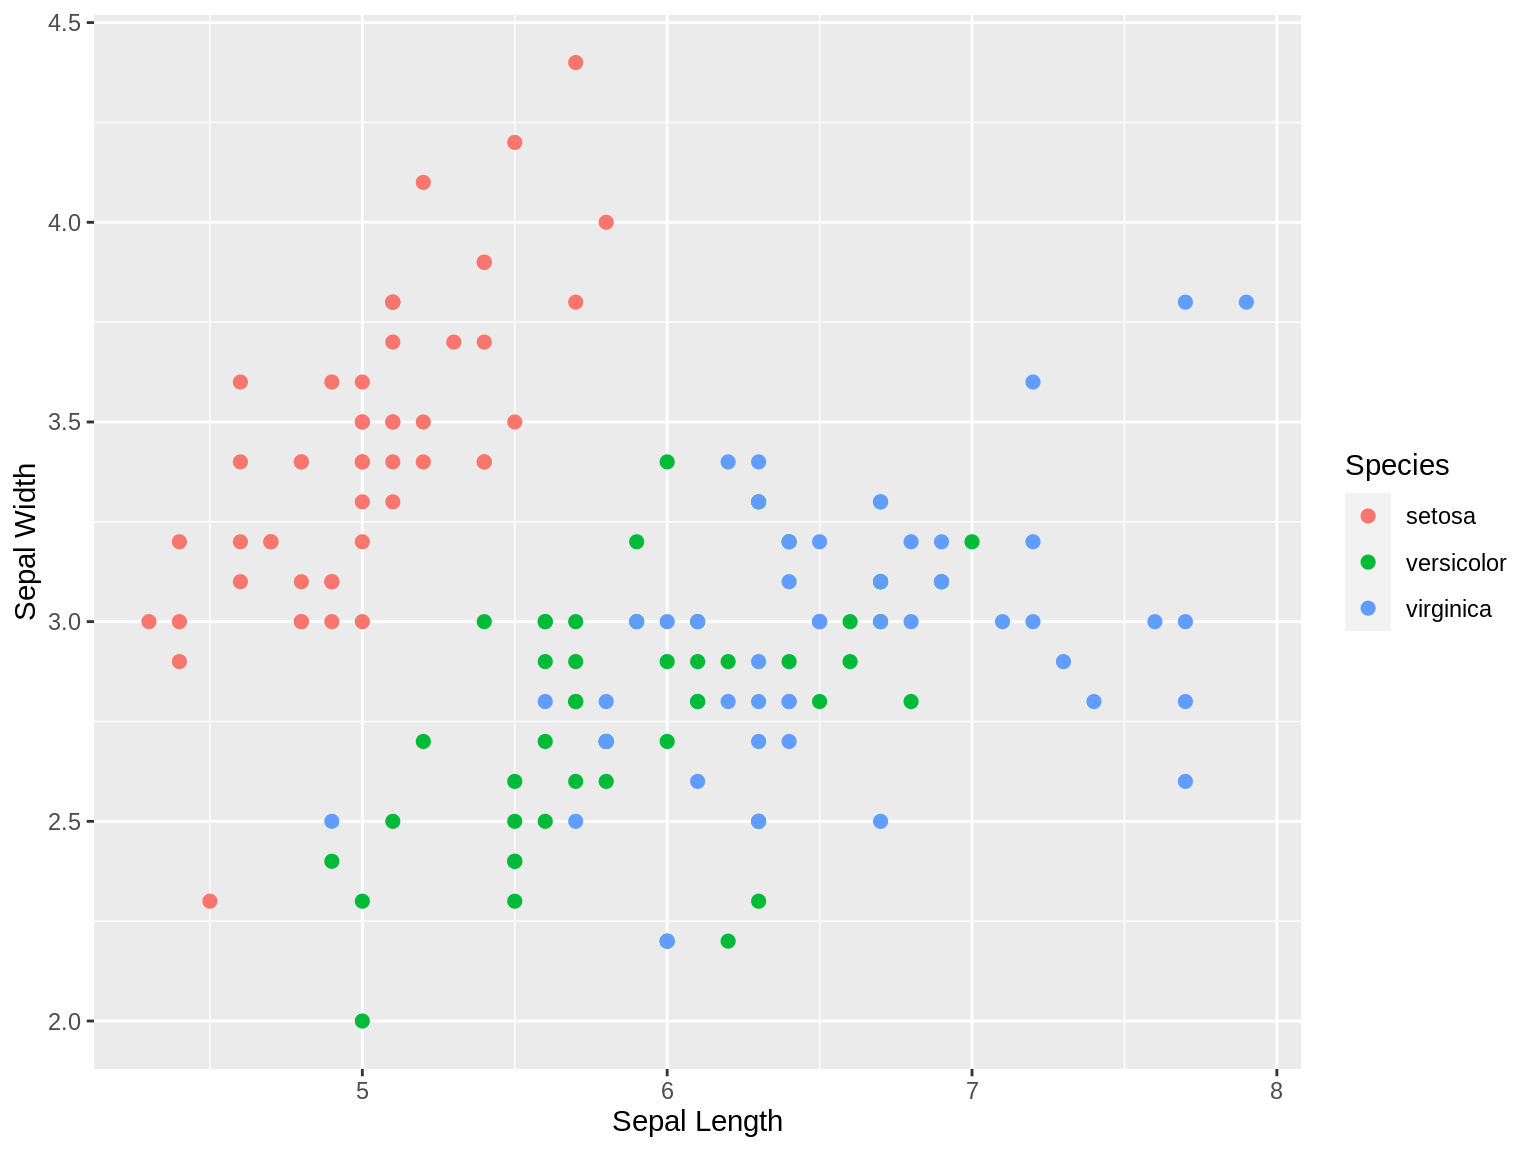 4.5
4.0
3.5
3.0
2.5
2.0
Sepal Width
5 6 7 8
Sepal Length
Species
setosa
versicolor
virginica